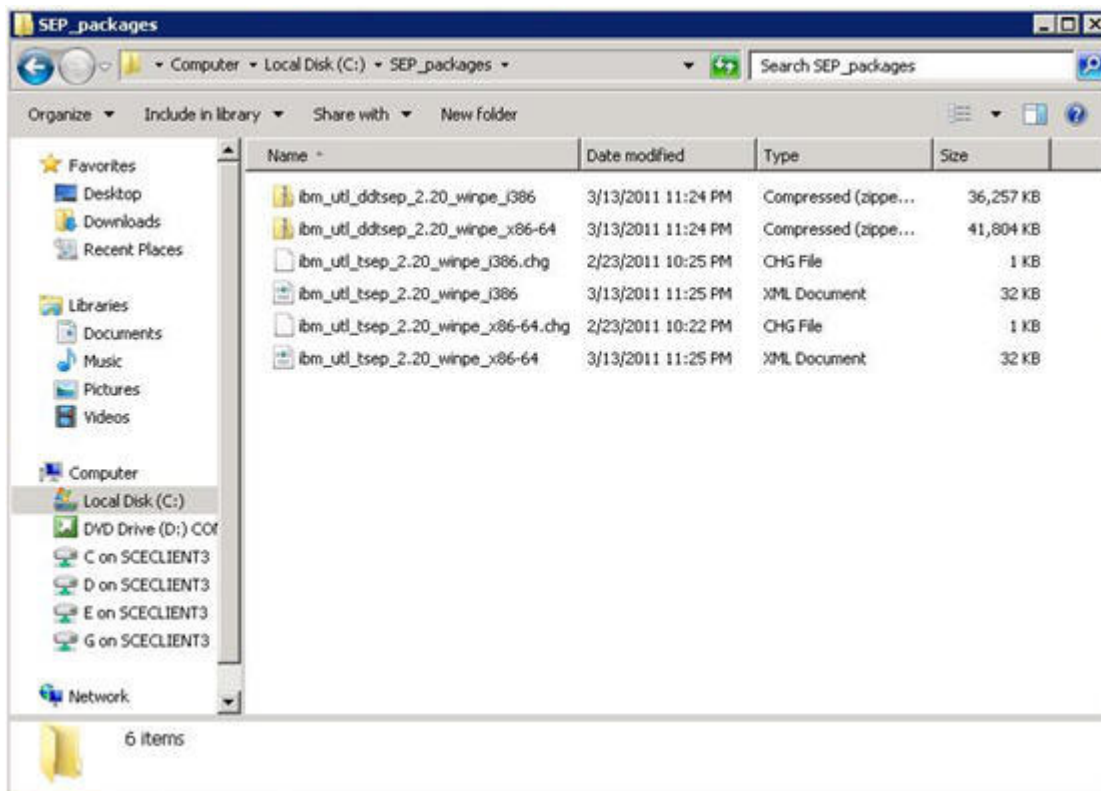 SEP_packages
Computer Local Disk (C:) SEP_packages
Search SEP_packages
Organize Include in library Share with New folder
Favorites
Desktop
Downloads
Recent Places
Libraries
Documents
Music
Pictures
Videos
Computer
Local Disk (C:)
DVD Drive (D:) CO
C on SCECLIENT3
D on SCECLIENT3
E on SCECLIENT3
G on SCECLIENT3
Network
Name Date modified Type Size
ibm_utl_ddtsep_2.20_winpe_i386 3/13/2011 11:24 PM Compressed (zippe... 36,257 KB
ibm_utl_ddtsep_2.20_winpe_x86-64 3/13/2011 11:24 PM Compressed (zippe... 41,804 KB
ibm_utl_tsep_2.20_winpe_i386.chg 2/23/2011 10:25 PM CHG File 1 KB
ibm_utl_tsep_2.20_winpe_i386 3/13/2011 11:25 PM XML Document 32 KB
ibm_utl_tsep_2.20_winpe_x86-64.chg 2/23/2011 10:22 PM CHG File 1 KB
ibm_utl_tsep_2.20_winpe_x86-64 3/13/2011 11:25 PM XML Document 32 KB
6 items